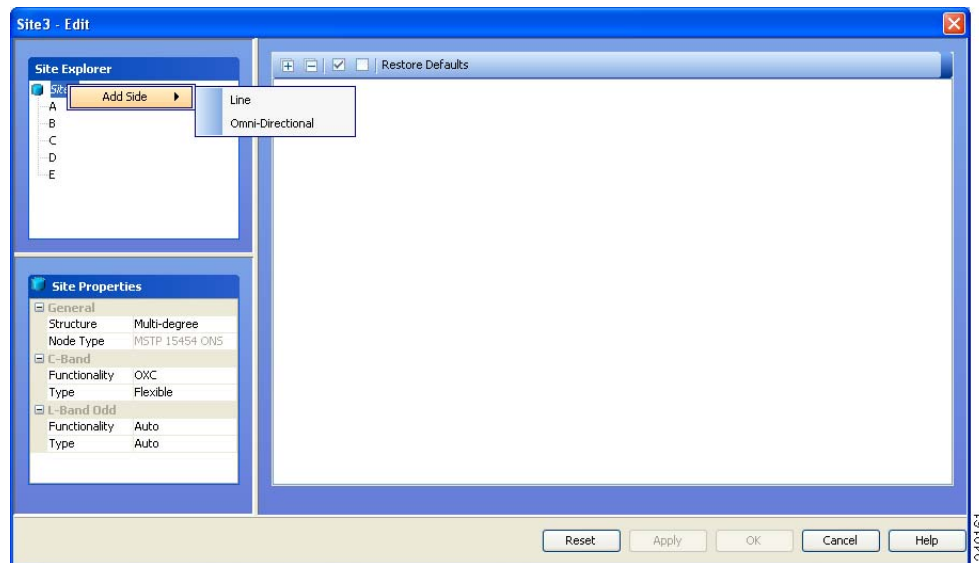 Site3 - Edit
Site Explorer
Restore Defaults
Add Side
Line
Omni-Directional
A
B
C
D
E
Site Properties
General
Structure Multi-degree
Node Type MSTP 15454 ONS
C-Band
Functionality OXC
Type Flexible
L-Band Odd
Functionality Auto
Type Auto
Reset Apply OK Cancel Help